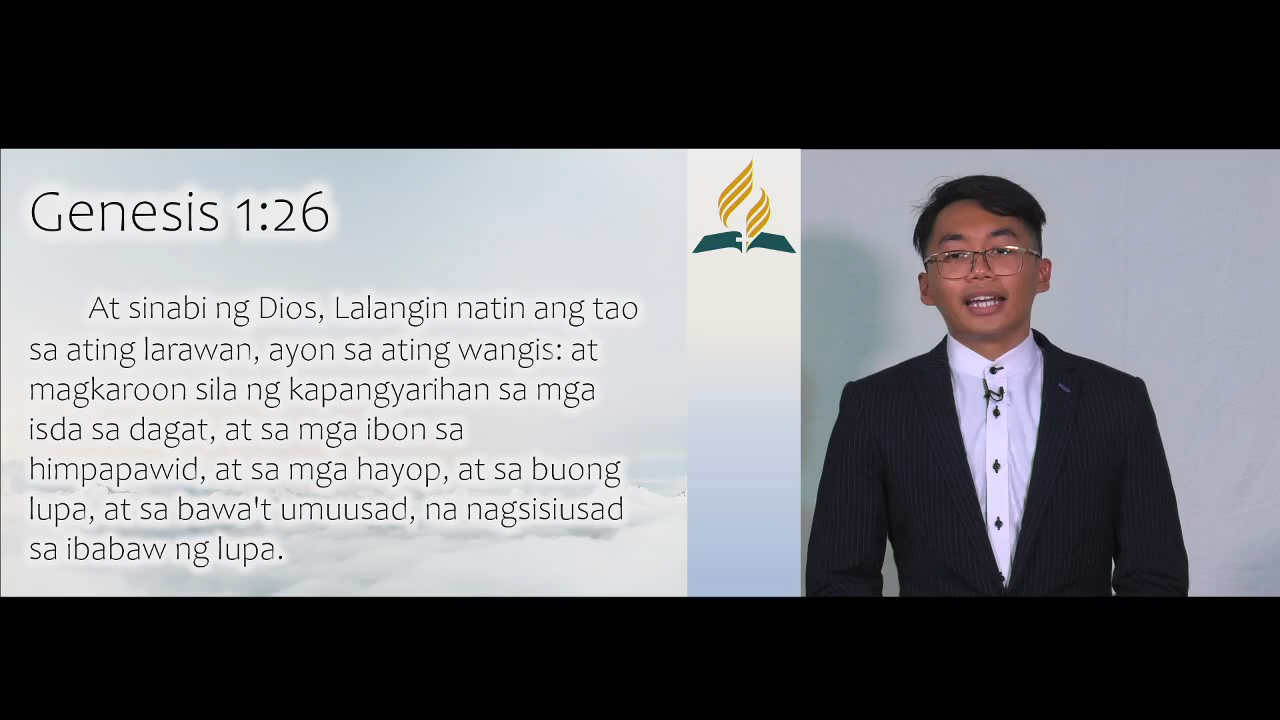 Genesis 1:26
At sinabi ng Dios, Lalangin natin ang tao
sa ating larawan, ayon sa ating wangis: at
magkaroon sila ng kapangyarihan sa mga
isda sa dagat, at sa mga ibon sa
himpapawid, at sa mga hayop, at sa buong
lupa, at sa bawa't umuusad, na nagsisiusad
sa ibabaw ng lupa.